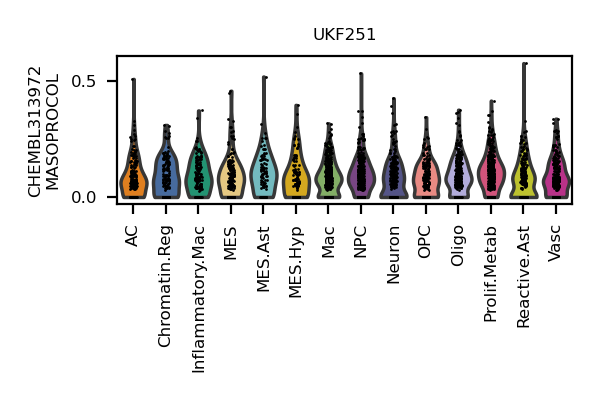 UKF251
CHEMBL313972
MASOPROCOL
0.5
0.0
AC
Chromatin.Reg
Inflammatory.Mac
MES
MES.Ast
MES.Hyp
Mac
NPC
Neuron
OPC
Oligo
Prolif.Metab
Reactive.Ast
Vasc